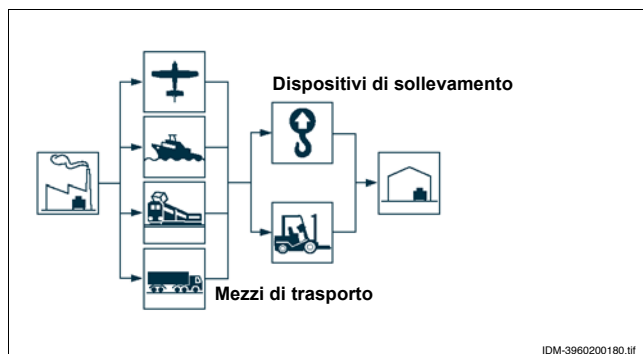 Dispositivi di sollevamento
Mezzi di trasporto
IDM-3960200180.tif